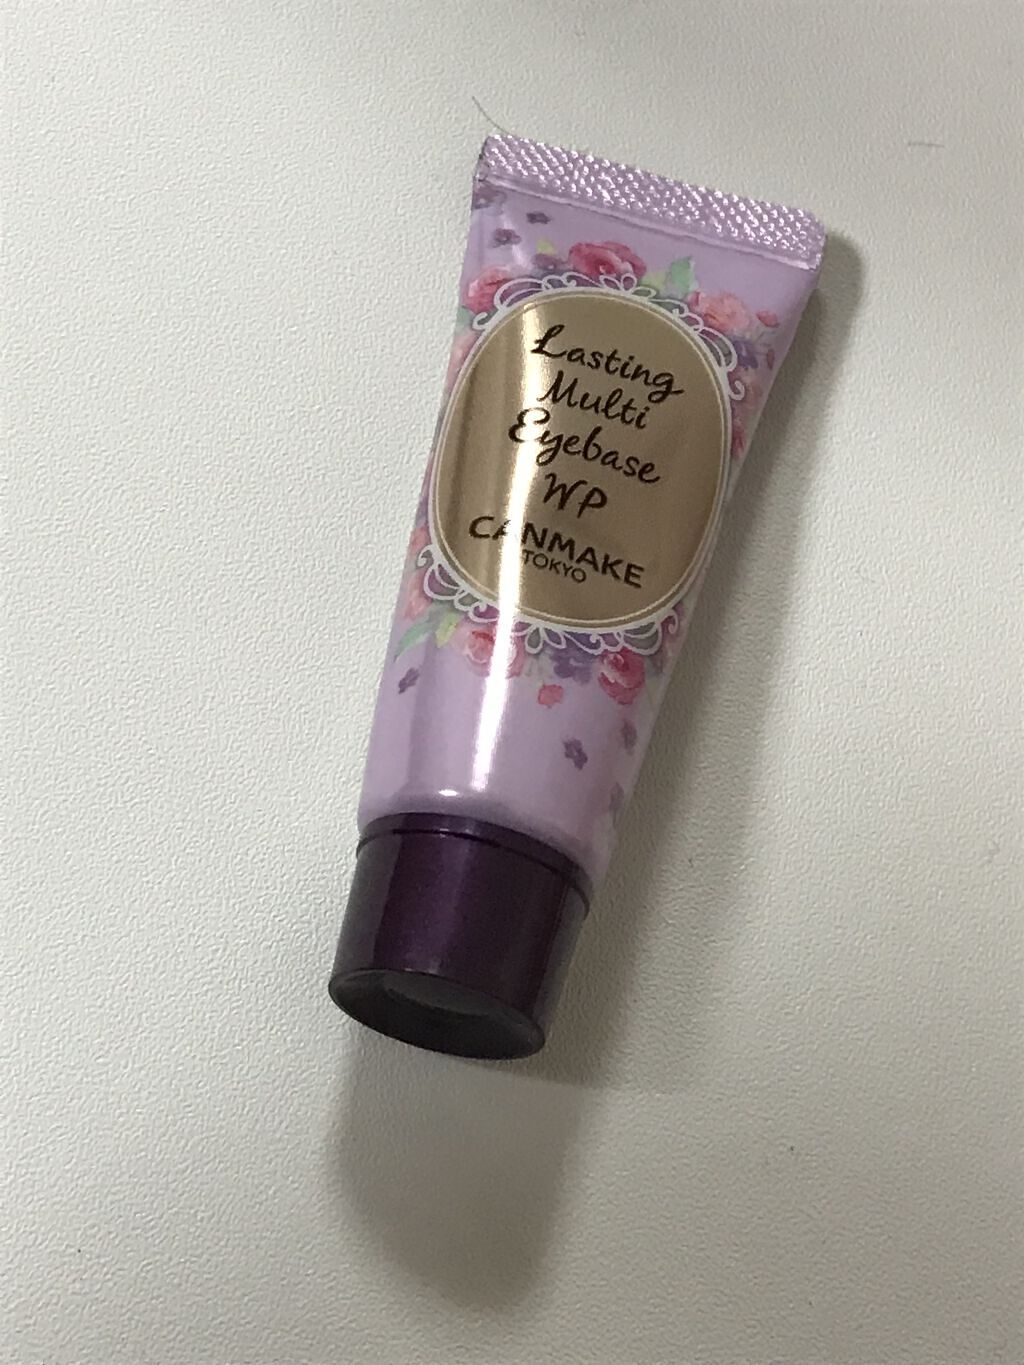 Lasting
Multi
Eyebase
WP
CANMAKE
TOKYO